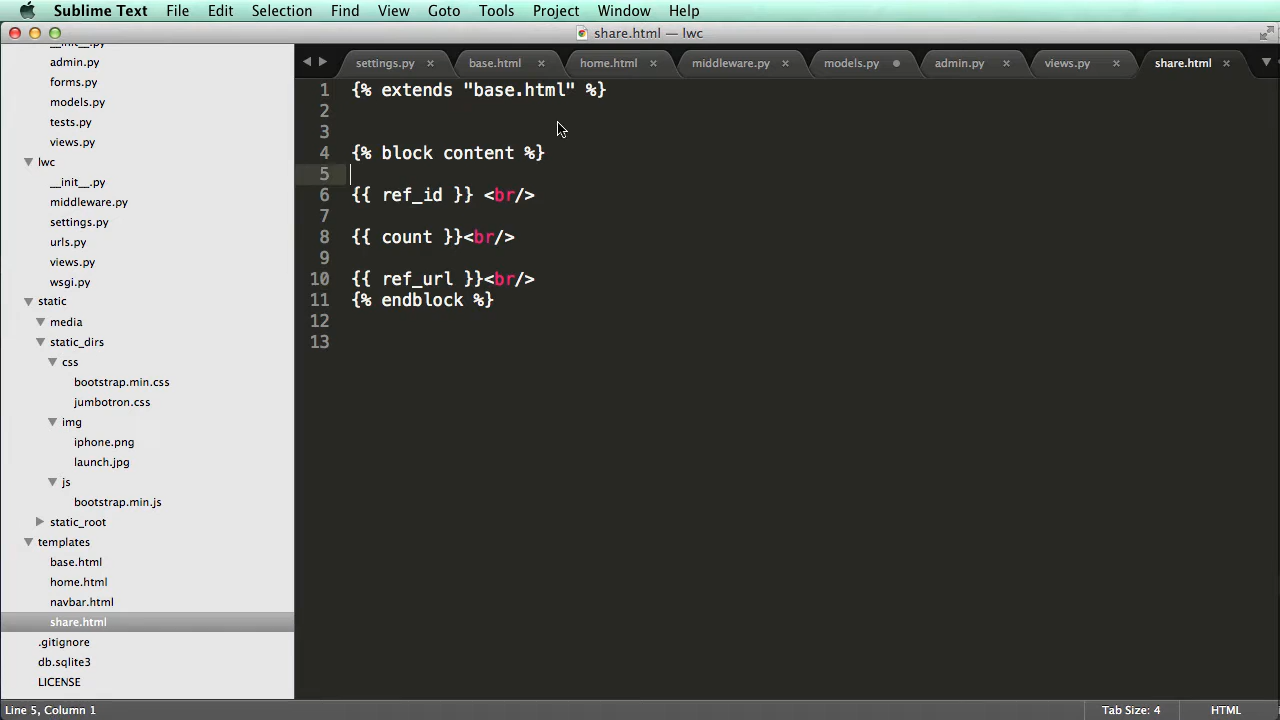 Sublime Text File Edit Selection Find View Goto Tools Project Window Help
share.html — lwc
__init__.py
admin.py
forms.py
models.py
tests.py
views.py
lwc
__init__.py
middleware.py
settings.py
urls.py
views.py
wsgi.py
static
media
static_dirs
css
bootstrap.min.css
jumbotron.css
img
iphone.png
launch.jpg
js
bootstrap.min.js
static_root
templates
base.html
home.html
navbar.html
share.html
.gitignore
db.sqlite3
LICENSE
settings.py base.html home.html middleware.py models.py admin.py views.py share.html
1 {% extends "base.html" %}
2
3
4 {% block content %}
5
6 {{ ref_id }} <br/>
7
8 {{ count }}<br/>
9
10 {{ ref_url }}<br/>
11 {% endblock %}
12
13
Line 5, Column 1 Tab Size: 4 HTML